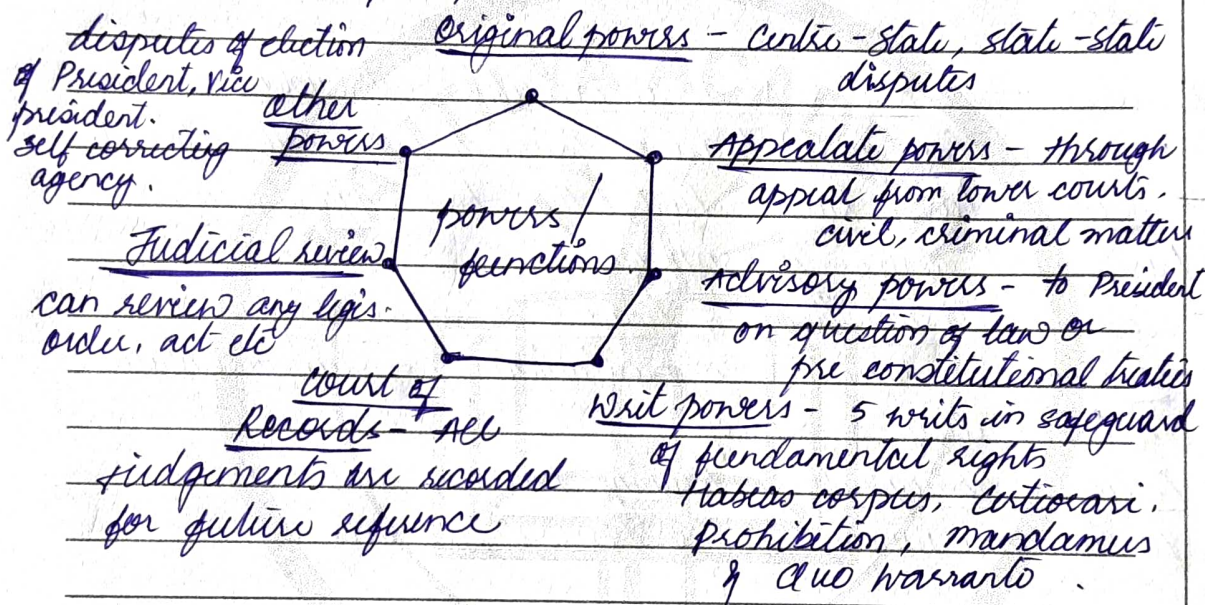 Original powers - Centre-State, state-state
disputes
Appealate powers - through
appeal from lower courts.
civil, criminal matters
Advisory powers - to President
on question of law or
pre constitutional treaties
Writ powers - 5 writs in safeguard
of fundamental rights
Habeas corpus, Certiorari,
Prohibition, mandamus
& Quo warranto.
Court of
Records - All
judgements are recorded
for future reference
Judicial review
can review any legis.
order, act etc
other
powers
disputes of election
of President, Vice
president.
self correcting
agency.
powers/
functions.